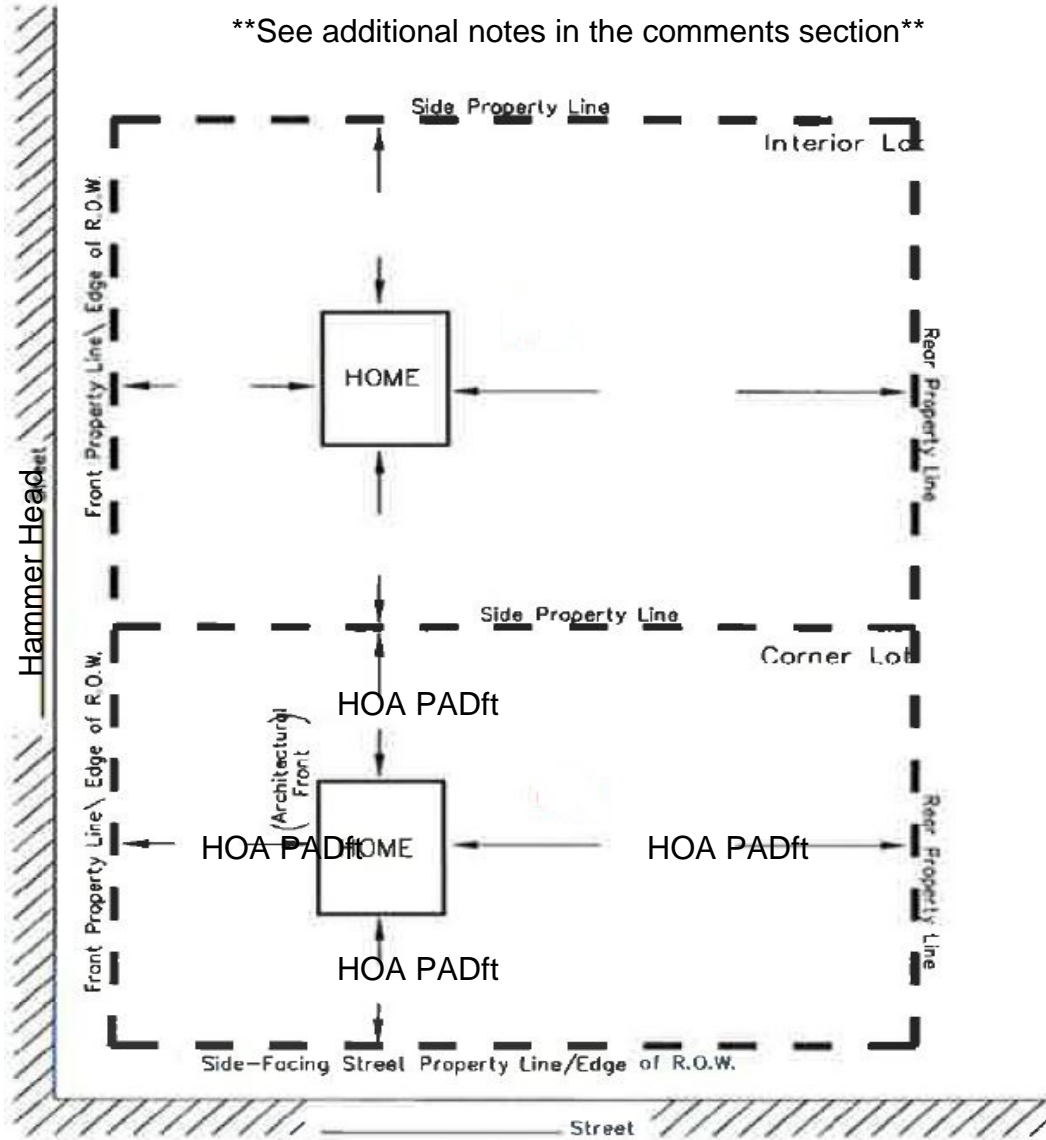 **See additional notes in the comments section**
Side Property Line
Interior Lo
Front Property Line\ Edge of R.O.W.
HOME
Rear Property Line
Hammer Head
Side Property Line
Corner Lot
Front Property Line\ Edge of R.O.W.
HOA PADft
(Architectural
Front )
HOA PADft
HOME
HOA PADft
Rear Property Line
HOA PADft
Side-Facing Street Property Line/Edge of R.O.W.
Street